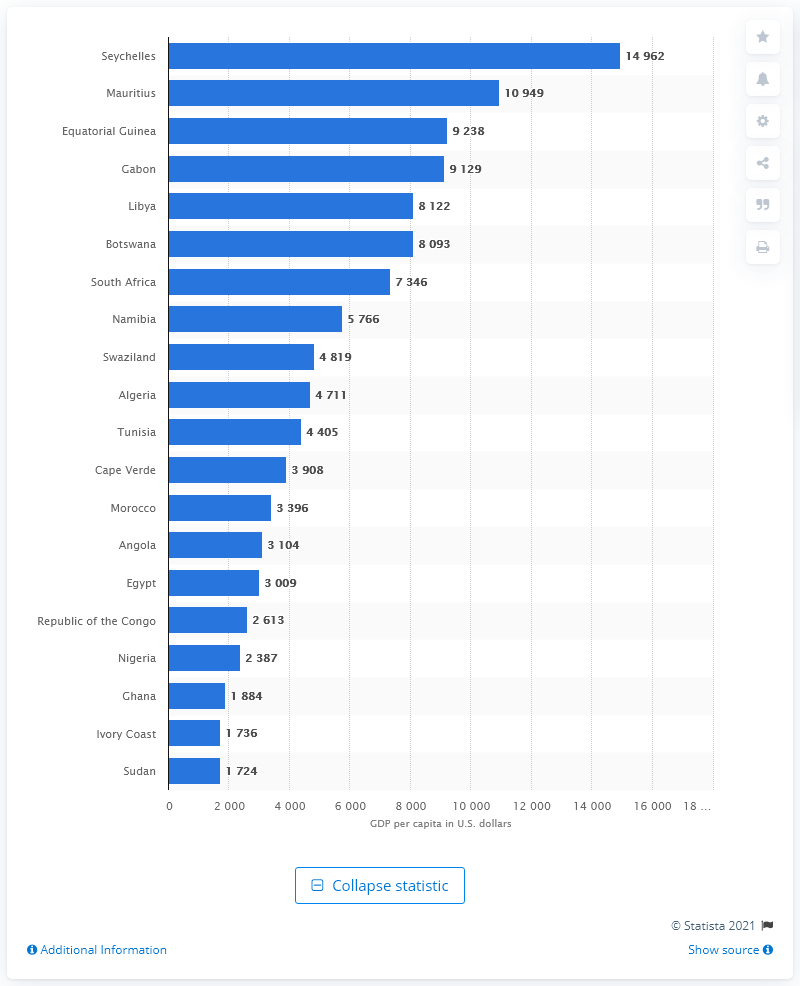 Seychelles 14 962
Mauritius 10 949
Equatorial Guinea 9 238
Gabon 9 129
Libya 8 122
Botswana 8 093
South Africa 7 346
Namibia 5 766
Swaziland 4 819
Algeria 4 711
Tunisia 4 405
Cape Verde 3 908
Morocco 3 396
Angola 3 104
Egypt 3 009
Republic of the Congo 2 613
Nigeria 2 387
Ghana 1 884
Ivory Coast 1 736
Sudan 1 724
0 2 000 4 000 6 000 8 000 10 000 12 000 14 000 16 000 18 ...
GDP per capita in U.S. dollars
Collapse statistic
© Statista 2021
Additional Information Show source